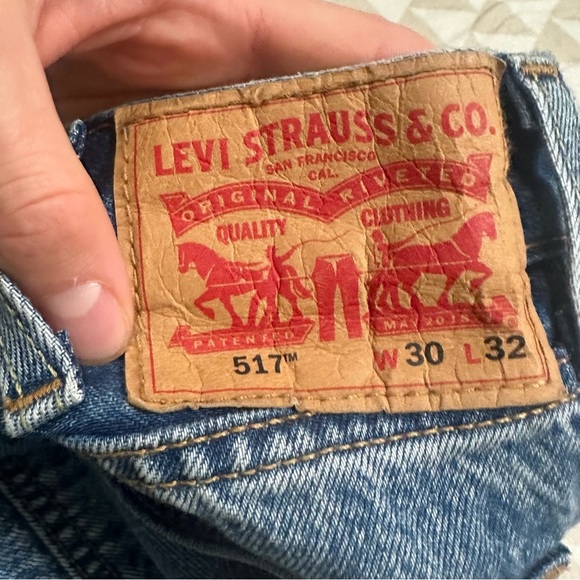 LEVI STRAUSS & CO.
SAN FRANCISCO
CAL.
ORIGINAL RIVETED
QUALITY CLOTHING
PATENTED
517™ W 30 L 32